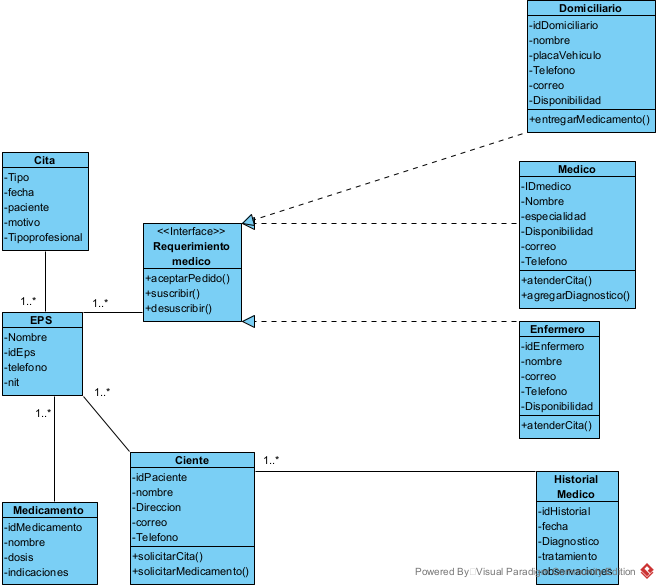 Domiciliario
-idDomiciliario
-nombre
-placaVehiculo
-Telefono
-correo
-Disponibilidad
+entregarMedicamento()
Cita
-Tipo
-fecha
-paciente
-motivo
-Tipoprofesional
Medico
-IDmedico
-Nombre
-especialidad
-Disponibilidad
-correo
-Telefono
+atenderCita()
+agregarDiagnostico()
<<Interface>>
Requerimiento
medico
+aceptarPedido()
+suscribir()
+desuscribir()
1..*
1..*
EPS
-Nombre
-idEps
-telefono
-nit
Enfermero
-idEnfermero
-nombre
-correo
-Telefono
-Disponibilidad
+atenderCita()
1..*
1..*
Ciente
-idPaciente
-nombre
-Direccion
-correo
-Telefono
+solicitarCita()
+solicitarMedicamento()
1..*
Historial
Medico
-idHistorial
-fecha
-Diagnostico
-tratamiento
-observaciones
Medicamento
-idMedicamento
-nombre
-dosis
-indicaciones
Powered By Visual Paradigm Community Edition